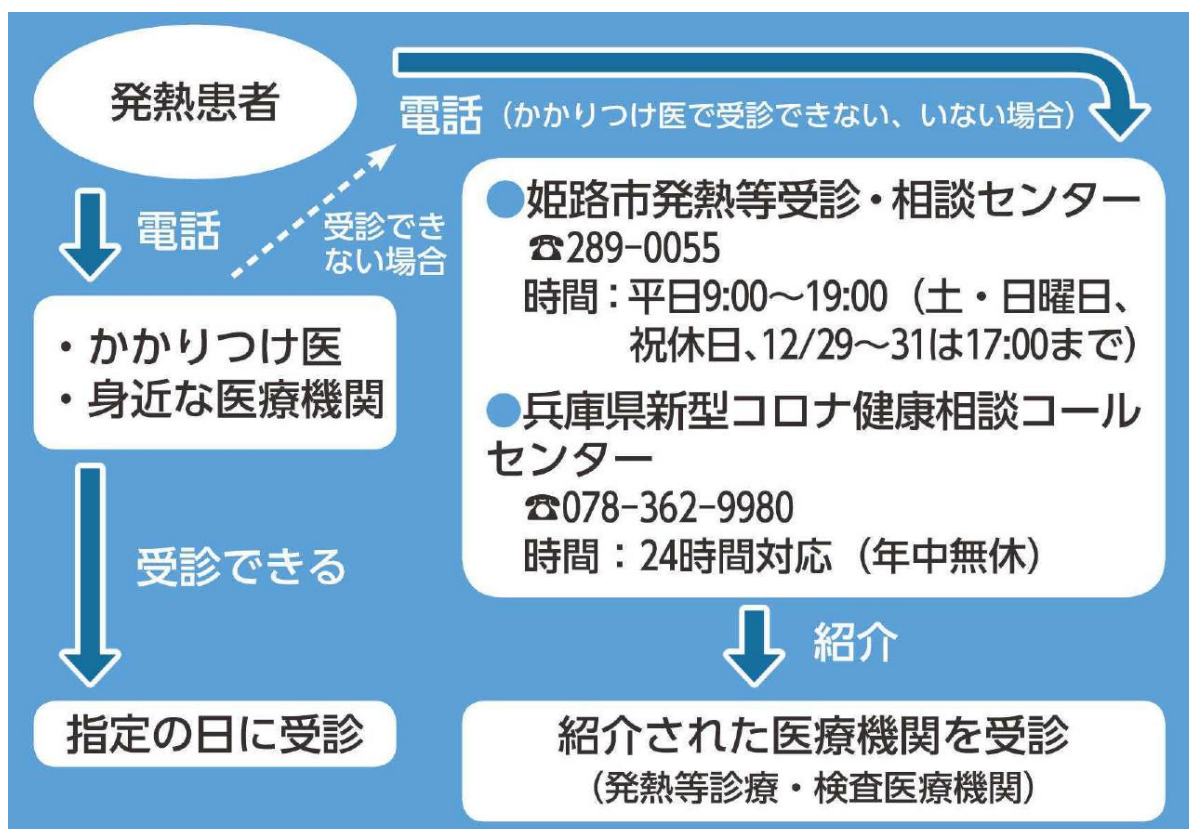 発熱患者
電話（かかりつけ医で受診できない、いない場合）
電話
受診でき
ない場合
・かかりつけ医
・身近な医療機関
受診できる
指定の日に受診
●姫路市発熱等受診・相談センター
☎289-0055
時間：平日9:00～19:00（土・日曜日、
祝休日、12/29～31は17:00まで）
●兵庫県新型コロナ健康相談コール
センター
☎078-362-9980
時間：24時間対応（年中無休）
紹介
紹介された医療機関を受診
（発熱等診療・検査医療機関）